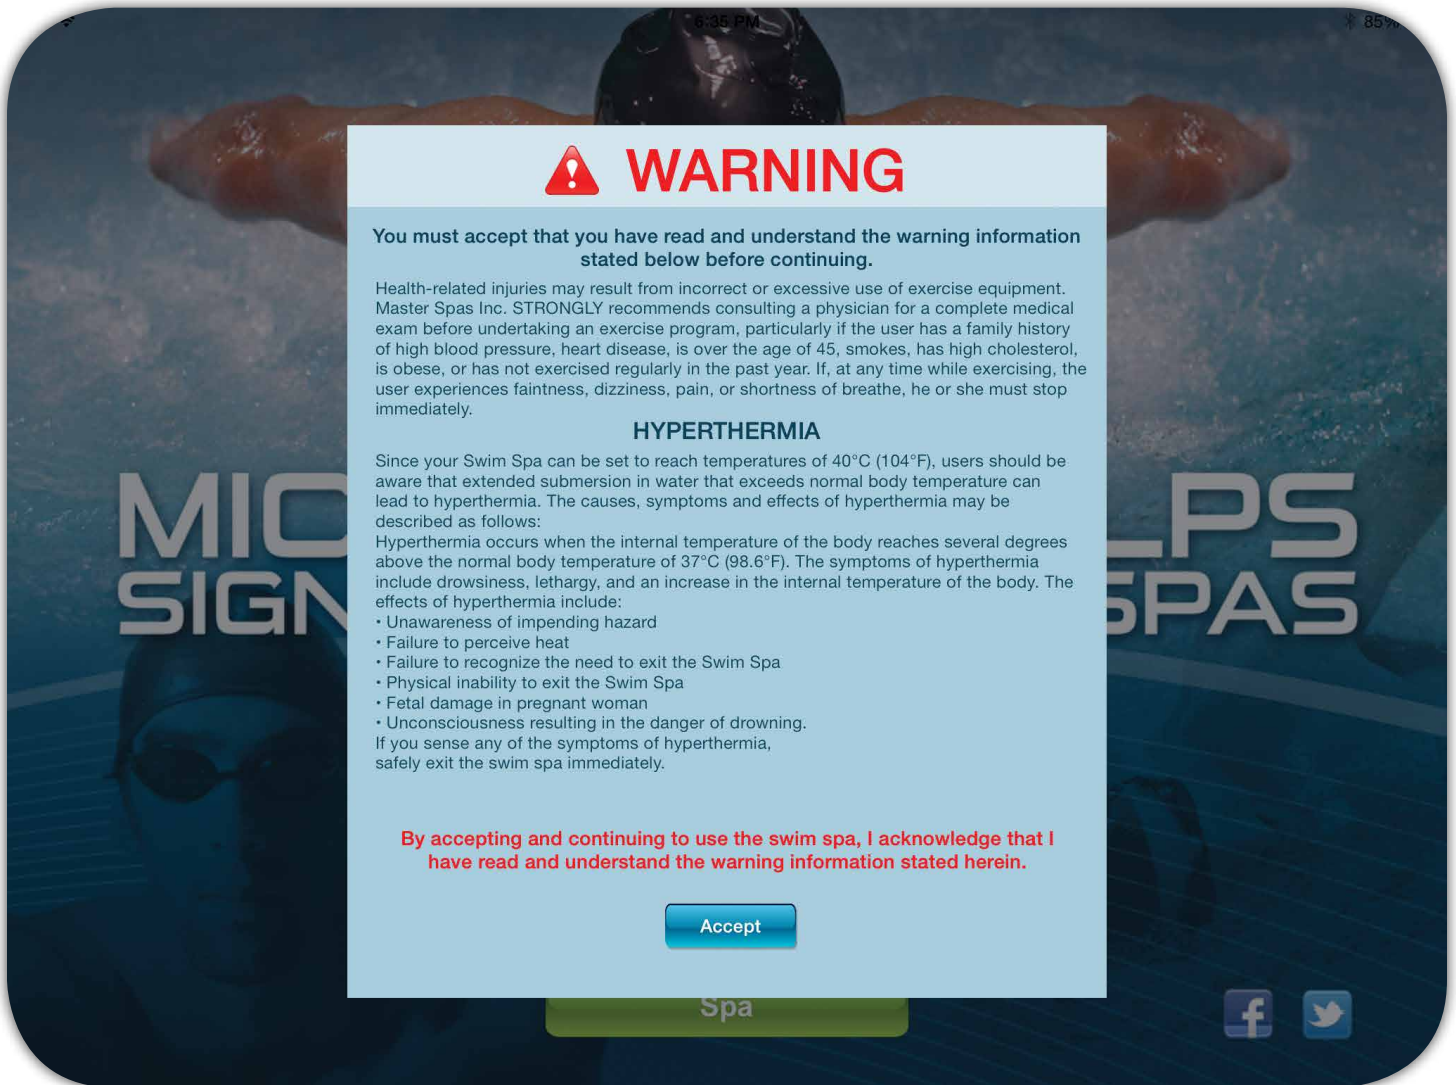 6:35 PM
85%
WARNING
You must accept that you have read and understand the warning information
stated below before continuing.
Health-related injuries may result from incorrect or excessive use of exercise equipment.
Master Spas Inc. STRONGLY recommends consulting a physician for a complete medical
exam before undertaking an exercise program, particularly if the user has a family history
of high blood pressure, heart disease, is over the age of 45, smokes, has high cholesterol,
is obese, or has not exercised regularly in the past year. If, at any time while exercising, the
user experiences faintness, dizziness, pain, or shortness of breathe, he or she must stop
immediately.
HYPERTHERMIA
Since your Swim Spa can be set to reach temperatures of 40°C (104°F), users should be
aware that extended submersion in water that exceeds normal body temperature can
lead to hyperthermia. The causes, symptoms and effects of hyperthermia may be
described as follows:
Hyperthermia occurs when the internal temperature of the body reaches several degrees
above the normal body temperature of 37°C (98.6°F). The symptoms of hyperthermia
include drowsiness, lethargy, and an increase in the internal temperature of the body. The
effects of hyperthermia include:
• Unawareness of impending hazard
• Failure to perceive heat
• Failure to recognize the need to exit the Swim Spa
• Physical inability to exit the Swim Spa
• Fetal damage in pregnant woman
• Unconsciousness resulting in the danger of drowning.
If you sense any of the symptoms of hyperthermia,
safely exit the swim spa immediately.
By accepting and continuing to use the swim spa, I acknowledge that I
have read and understand the warning information stated herein.
Accept
MIC LPS
SIGN SPAS
Spa